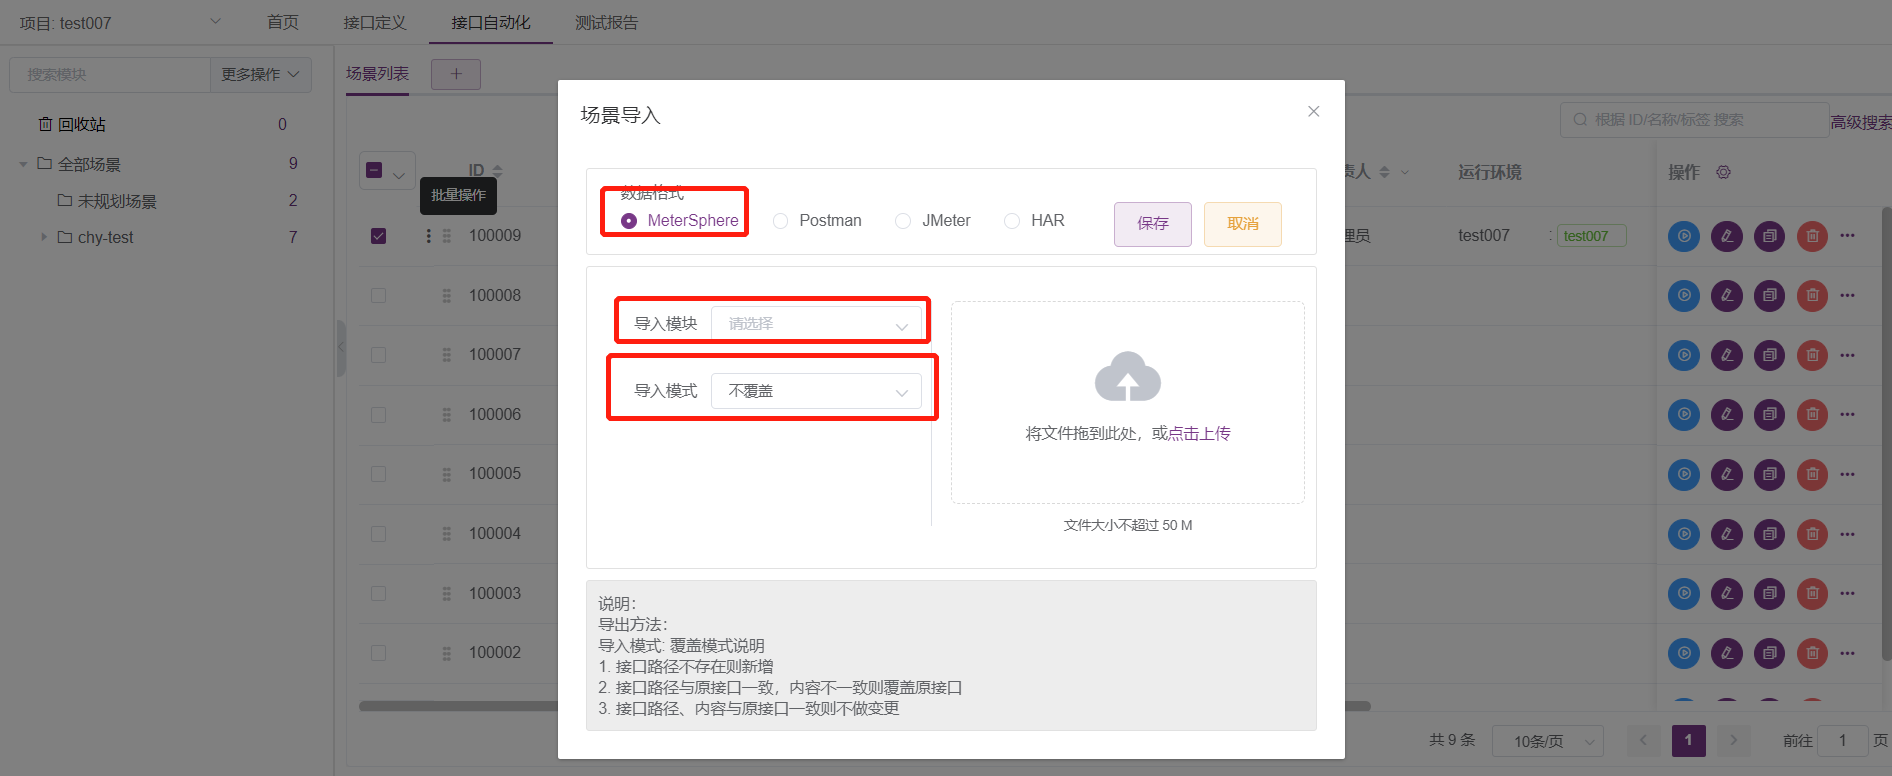 项目: test007
首页
接口定义
接口自动化
测试报告
搜索模块
更多操作
场景列表
+
回收站 0
全部场景 9
未规划场景 2
chy-test 7
根据 ID/名称/标签 搜索
高级搜索
ID
批量操作
责人
运行环境
操作
100009
理员
test007
: test007
100008
100007
100006
100005
100004
100003
100002
场景导入
数据格式
MeterSphere
Postman
JMeter
HAR
保存
取消
导入模块 请选择
导入模式 不覆盖
将文件拖到此处，或点击上传
文件大小不超过 50 M
说明：
导出方法：
导入模式: 覆盖模式说明
1. 接口路径不存在则新增
2. 接口路径与原接口一致，内容不一致则覆盖原接口
3. 接口路径、内容与原接口一致则不做变更
共 9 条
10条/页
1
前往 1 页